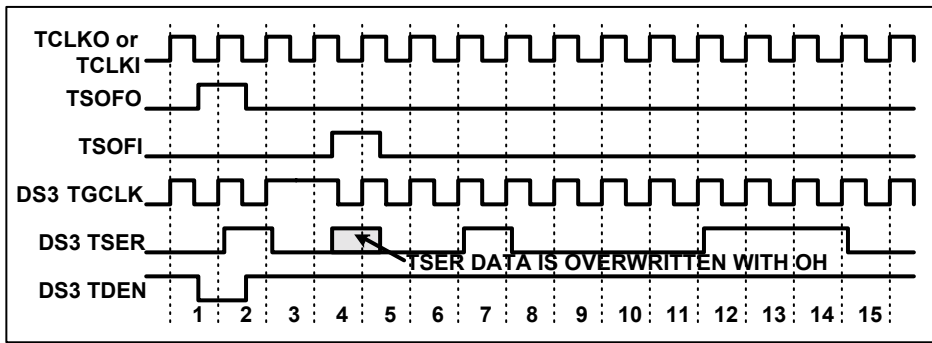 TCLKO or
TCLKI
TSOFO
TSOFI
DS3 TGCLK
DS3 TSER
TSER DATA IS OVERWRITTEN WITH OH
DS3 TDEN
1 2 3 4 5 6 7 8 9 10 11 12 13 14 15